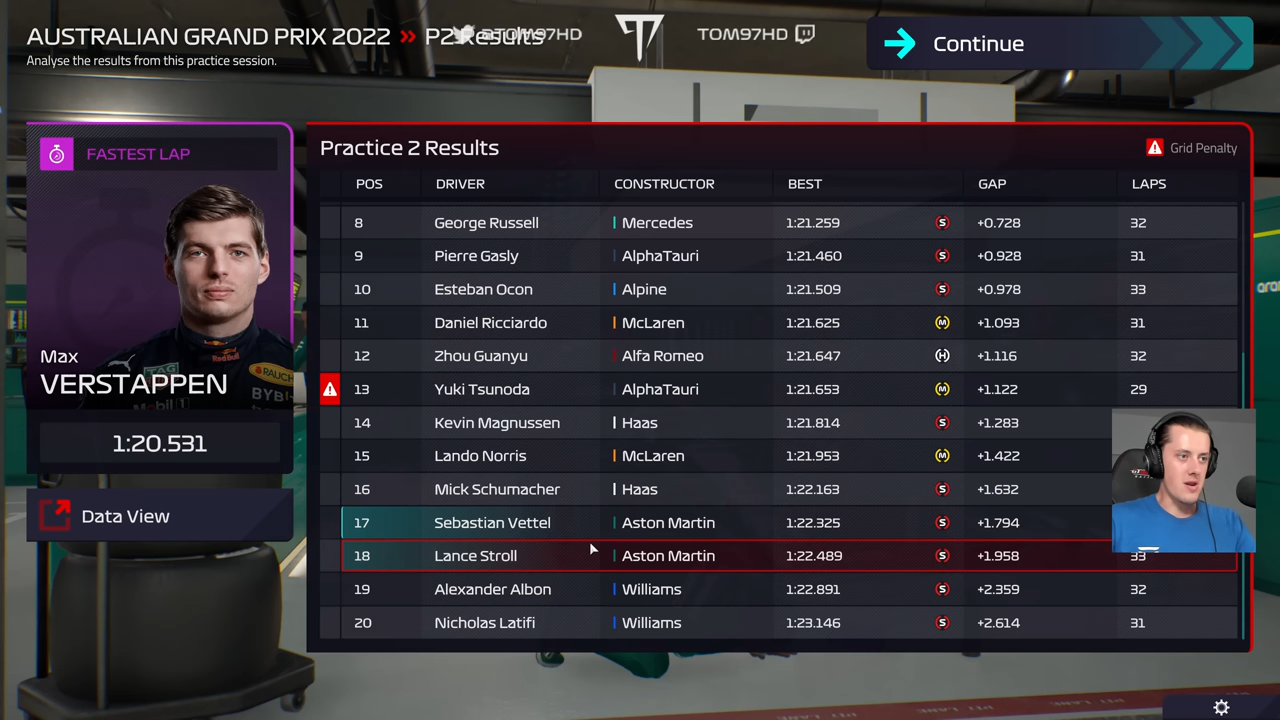 AUSTRALIAN GRAND PRIX 2022 » P2 Results
@TOM97HD
TOM97HD
Continue
Analyse the results from this practice session.
FASTEST LAP
Max
VERSTAPPEN
1:20.531
Data View
Practice 2 Results
Grid Penalty
POS DRIVER CONSTRUCTOR BEST GAP LAPS
8 George Russell Mercedes 1:21.259 S +0.728 32
9 Pierre Gasly AlphaTauri 1:21.460 S +0.928 31
10 Esteban Ocon Alpine 1:21.509 S +0.978 33
11 Daniel Ricciardo McLaren 1:21.625 M +1.093 31
12 Zhou Guanyu Alfa Romeo 1:21.647 H +1.116 32
13 Yuki Tsunoda AlphaTauri 1:21.653 M +1.122 29
14 Kevin Magnussen Haas 1:21.814 S +1.283
15 Lando Norris McLaren 1:21.953 M +1.422
16 Mick Schumacher Haas 1:22.163 S +1.632
17 Sebastian Vettel Aston Martin 1:22.325 S +1.794
18 Lance Stroll Aston Martin 1:22.489 S +1.958 33
19 Alexander Albon Williams 1:22.891 S +2.359 32
20 Nicholas Latifi Williams 1:23.146 S +2.614 31